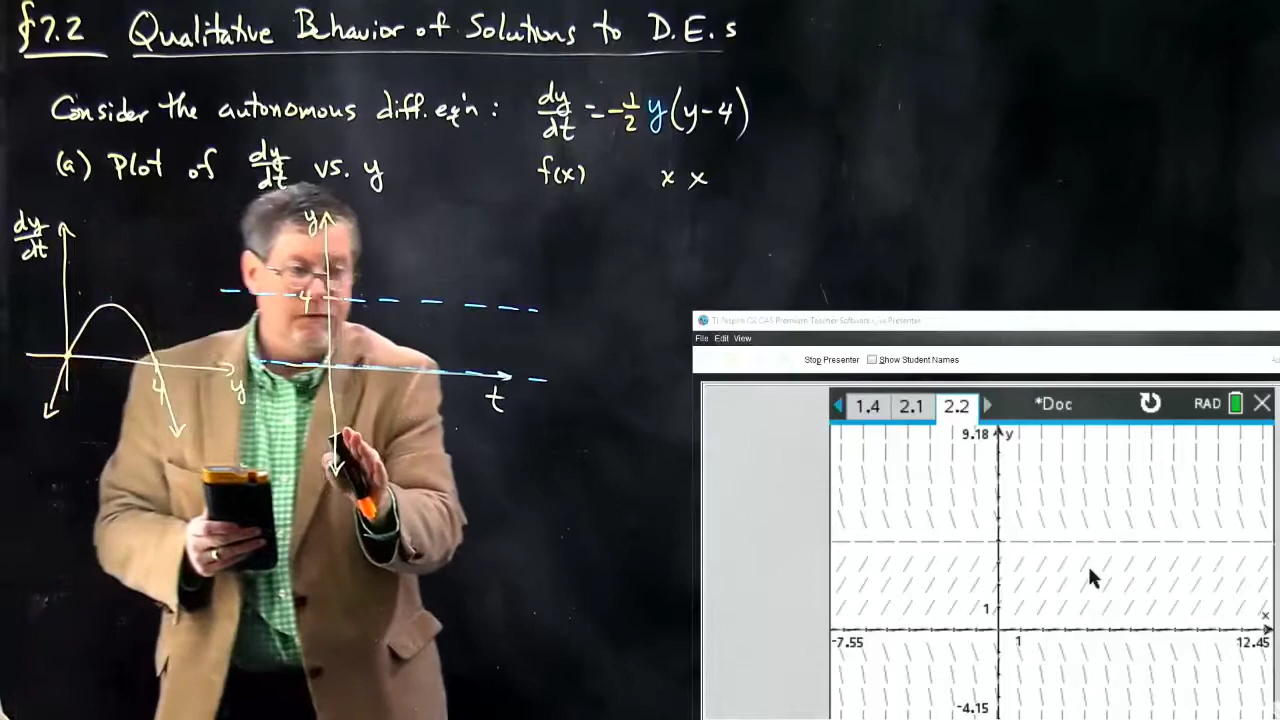 §7.2 Qualitative Behavior of Solutions to D.E.s
Consider the autonomous diff. eq'n: dy/dt = -1/2 y(y-4)
(a) Plot of dy/dt vs. y f(x) x x
dy/dt
y
4
4
y
t
File Edit View
Stop Presenter Show Student Names
1.4 2.1 2.2 *Doc RAD
9.18 y
1
x
-7.55 1 12.45
-4.15